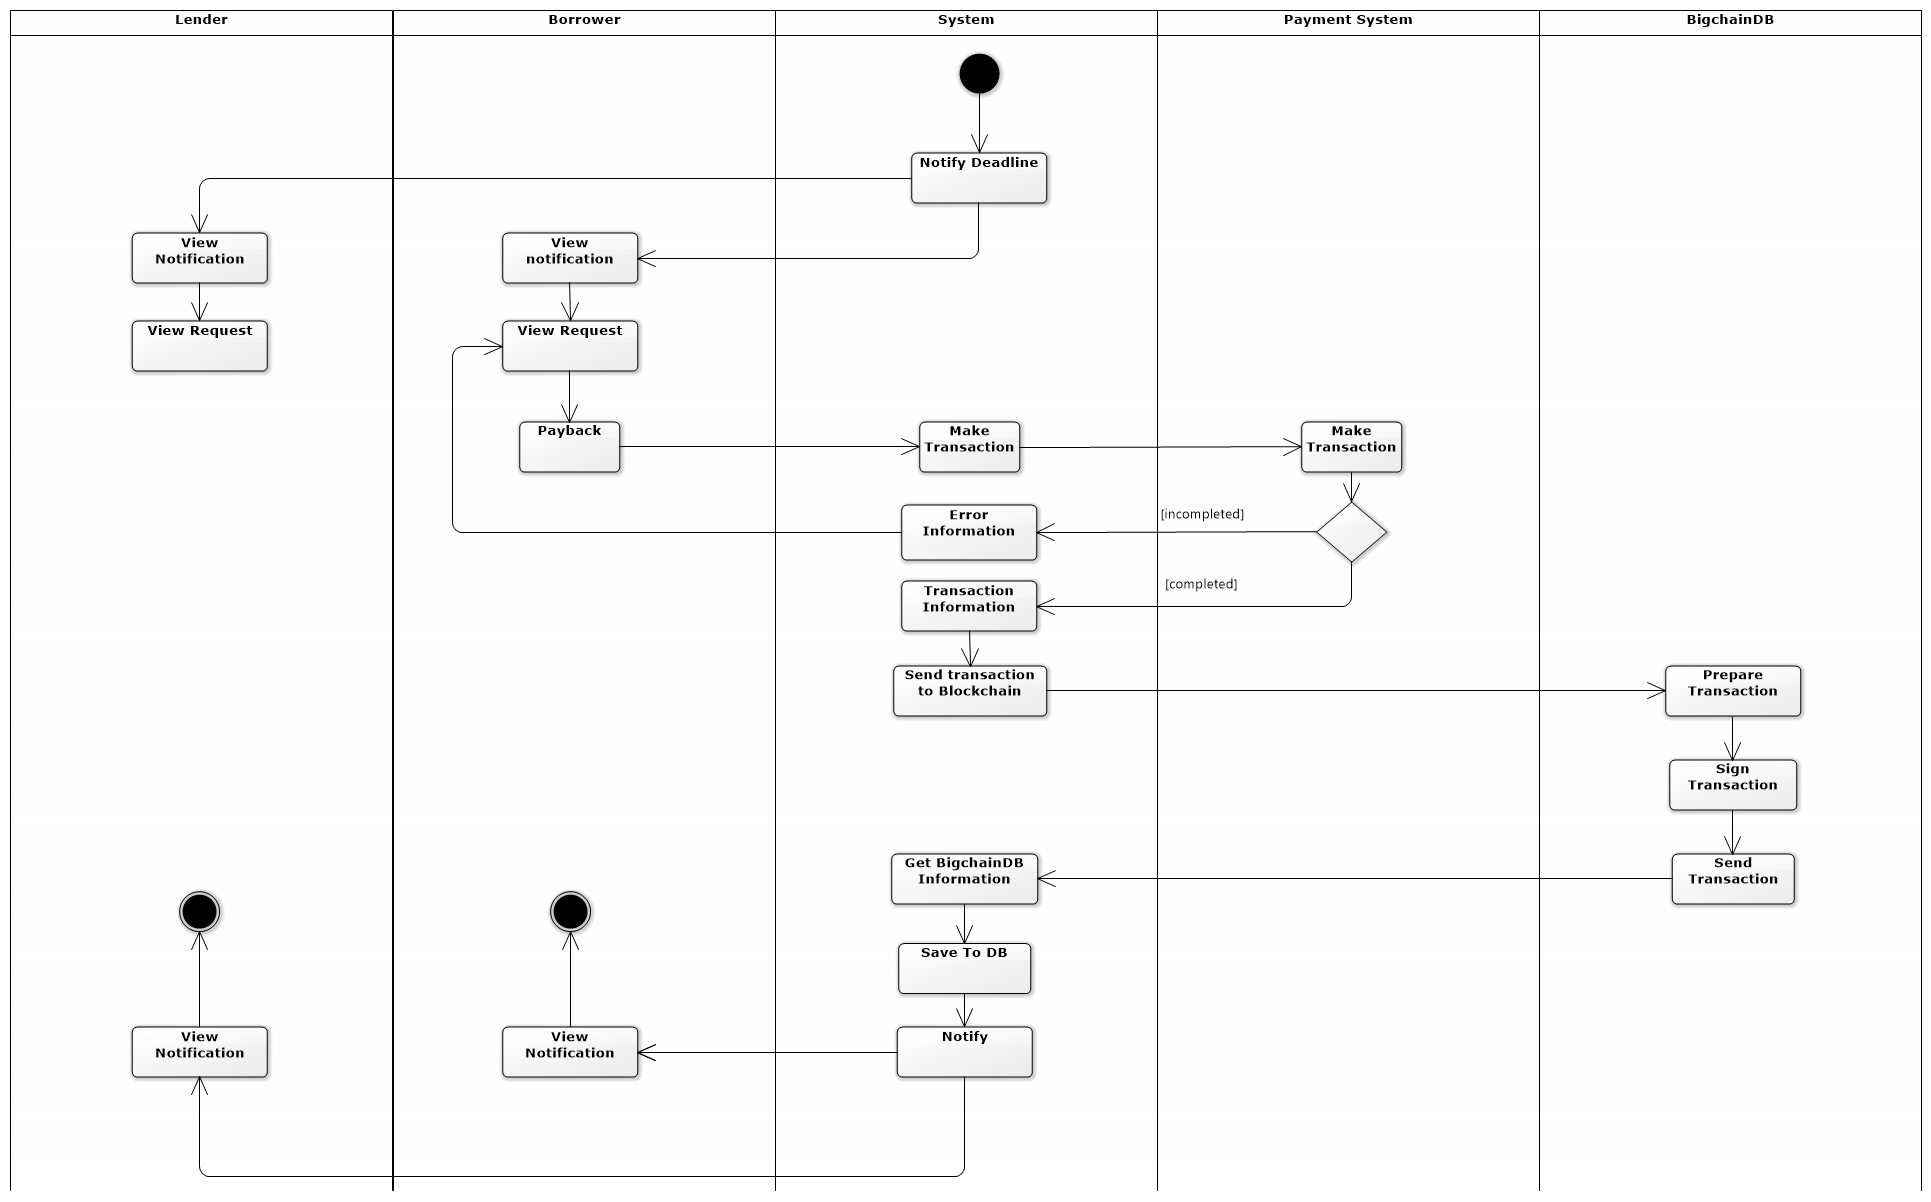 Lender
Borrower
System
Payment System
BigchainDB
Notify Deadline
View
Notification
View
notification
View Request
View Request
Payback
Make
Transaction
Make
Transaction
Error
Information
[incompleted]
Transaction
Information
[completed]
Send transaction
to Blockchain
Prepare
Transaction
Sign
Transaction
Get BigchainDB
Information
Send
Transaction
Save To DB
View
Notification
View
Notification
Notify